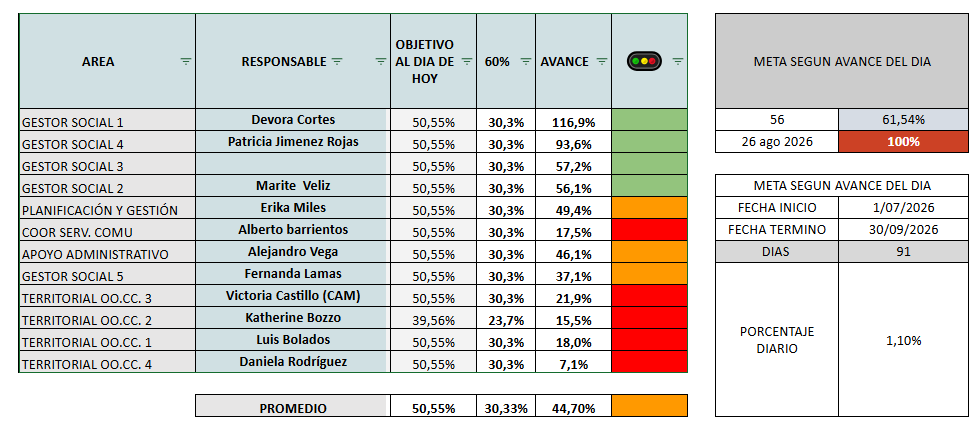 AREA RESPONSABLE OBJETIVO AL DIA DE HOY 60% AVANCE
GESTOR SOCIAL 1 Devora Cortes 50,55% 30,3% 116,9%
GESTOR SOCIAL 4 Patricia Jimenez Rojas 50,55% 30,3% 93,6%
GESTOR SOCIAL 3 50,55% 30,3% 57,2%
GESTOR SOCIAL 2 Marite Veliz 50,55% 30,3% 56,1%
PLANIFICACIÓN Y GESTIÓN Erika Miles 50,55% 30,3% 49,4%
COOR SERV. COMU Alberto barrientos 50,55% 30,3% 17,5%
APOYO ADMINISTRATIVO Alejandro Vega 50,55% 30,3% 46,1%
GESTOR SOCIAL 5 Fernanda Lamas 50,55% 30,3% 37,1%
TERRITORIAL OO.CC. 3 Victoria Castillo (CAM) 50,55% 30,3% 21,9%
TERRITORIAL OO.CC. 2 Katherine Bozzo 39,56% 23,7% 15,5%
TERRITORIAL OO.CC. 1 Luis Bolados 50,55% 30,3% 18,0%
TERRITORIAL OO.CC. 4 Daniela Rodríguez 50,55% 30,3% 7,1%
PROMEDIO 50,55% 30,33% 44,70%
META SEGUN AVANCE DEL DIA
56 61,54%
26 ago 2026 100%
META SEGUN AVANCE DEL DIA
FECHA INICIO 1/07/2026
FECHA TERMINO 30/09/2026
DIAS 91
PORCENTAJE DIARIO 1,10%